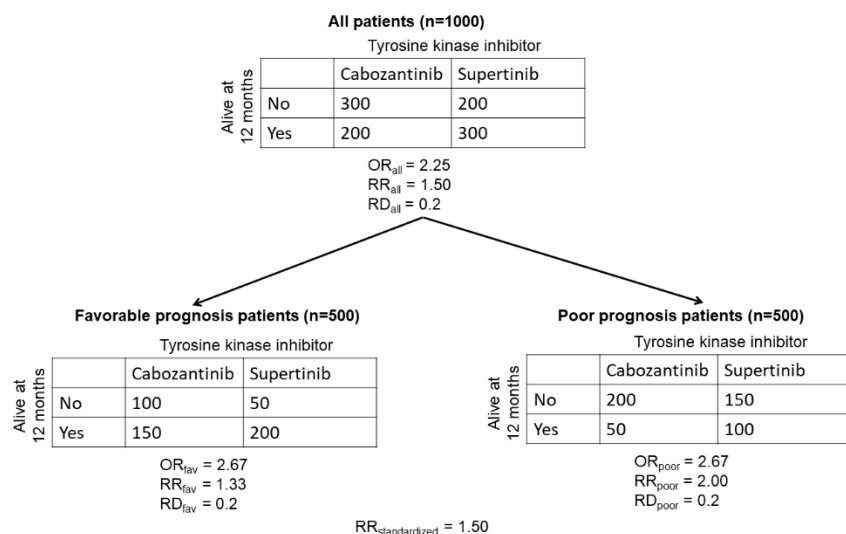 All patients (n=1000)
Tyrosine kinase inhibitor
Alive at
12 months
Cabozantinib Supertinib
No 300 200
Yes 200 300
ORall = 2.25
RRall = 1.50
RDall = 0.2
Favorable prognosis patients (n=500)
Tyrosine kinase inhibitor
Alive at
12 months
Cabozantinib Supertinib
No 100 50
Yes 150 200
ORfav = 2.67
RRfav = 1.33
RDfav = 0.2
Poor prognosis patients (n=500)
Tyrosine kinase inhibitor
Alive at
12 months
Cabozantinib Supertinib
No 200 150
Yes 50 100
ORpoor = 2.67
RRpoor = 2.00
RDpoor = 0.2
RRstandardized = 1.50